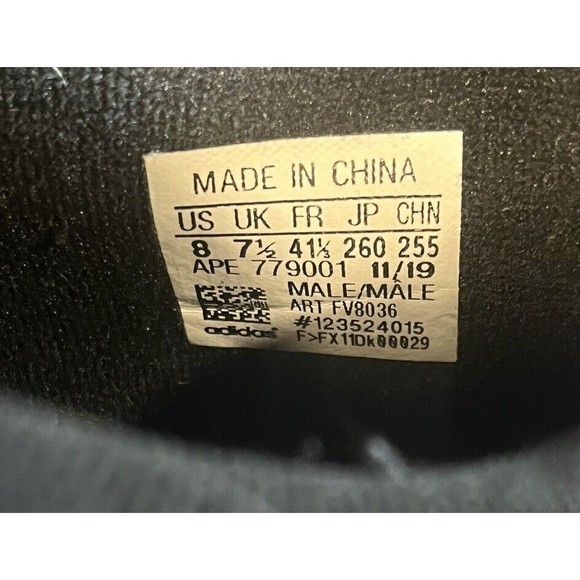 MADE IN CHINA
US UK FR JP CHN
8 7½ 41⅓ 260 255
APE 779001 11/19
MALE/MÂLE
ART FV8036
#123524015
adidas F>FX11Dk00029